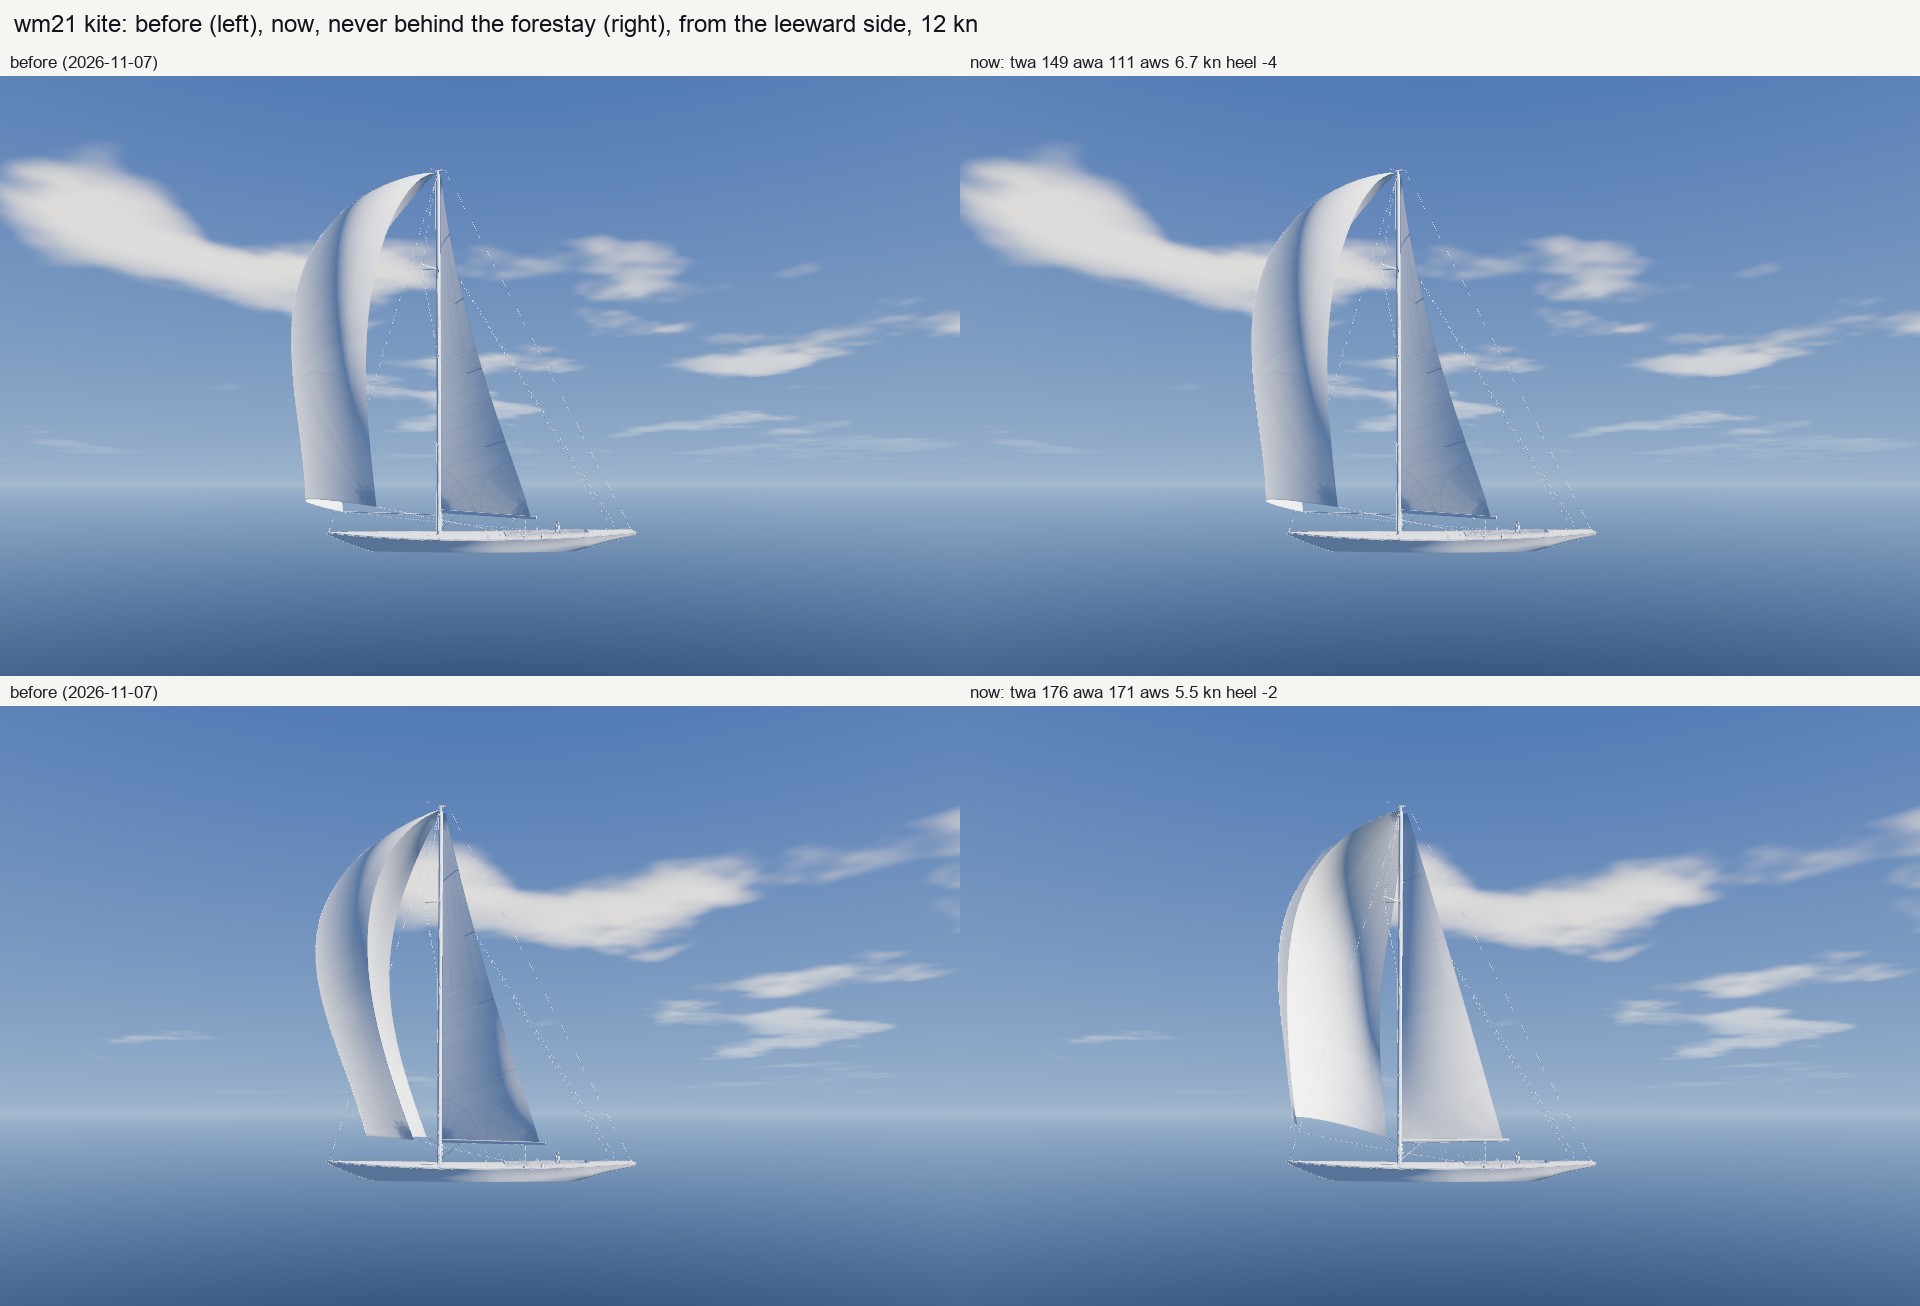 wm21 kite: before (left), now, never behind the forestay (right), from the leeward side, 12 kn
before (2026-11-07)
now: twa 149 awa 111 aws 6.7 kn heel -4
before (2026-11-07)
now: twa 176 awa 171 aws 5.5 kn heel -2